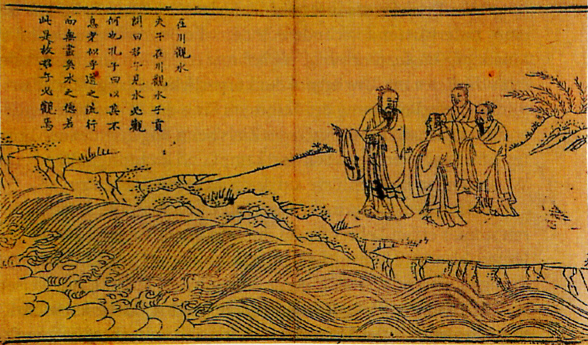 在川觀水
夫子在川觀水子貢
問曰君子見水必觀
何也孔子曰以其不
息者似乎道之流行
而無盡矣水之德若
此是故君子必觀焉